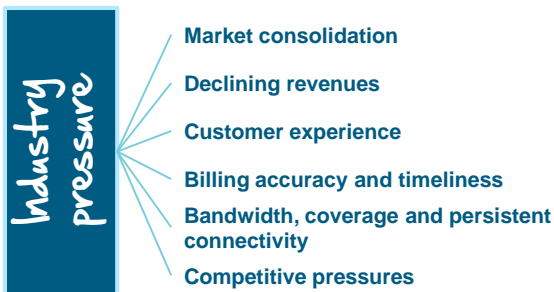 Industry
pressure
Market consolidation
Declining revenues
Customer experience
Billing accuracy and timeliness
Bandwidth, coverage and persistent
connectivity
Competitive pressures